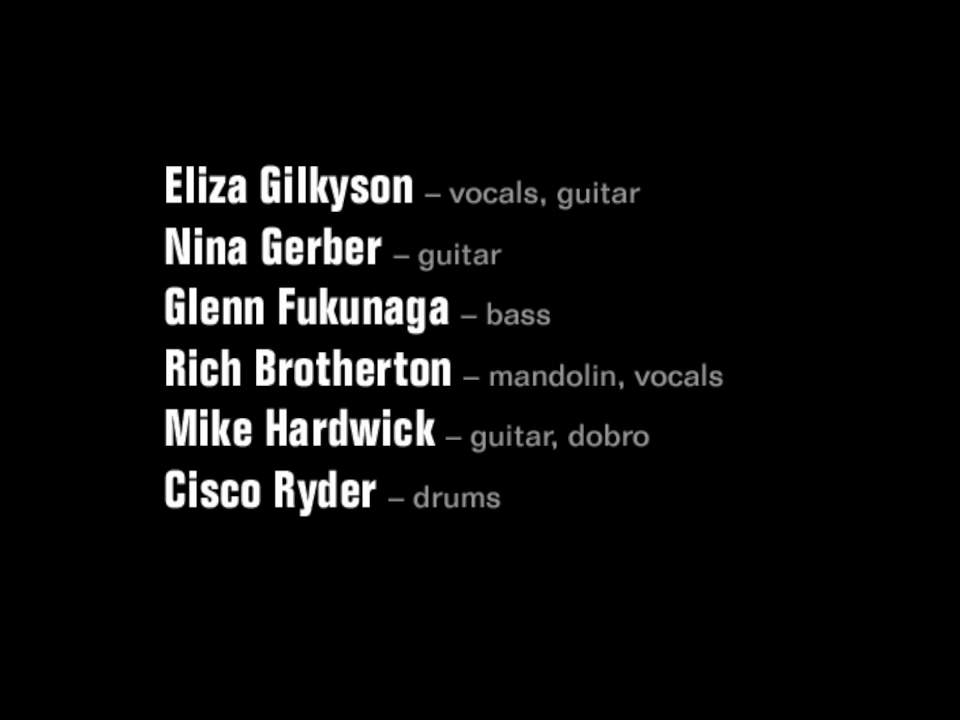 Eliza Gilkyson – vocals, guitar
Nina Gerber – guitar
Glenn Fukunaga – bass
Rich Brotherton – mandolin, vocals
Mike Hardwick – guitar, dobro
Cisco Ryder – drums